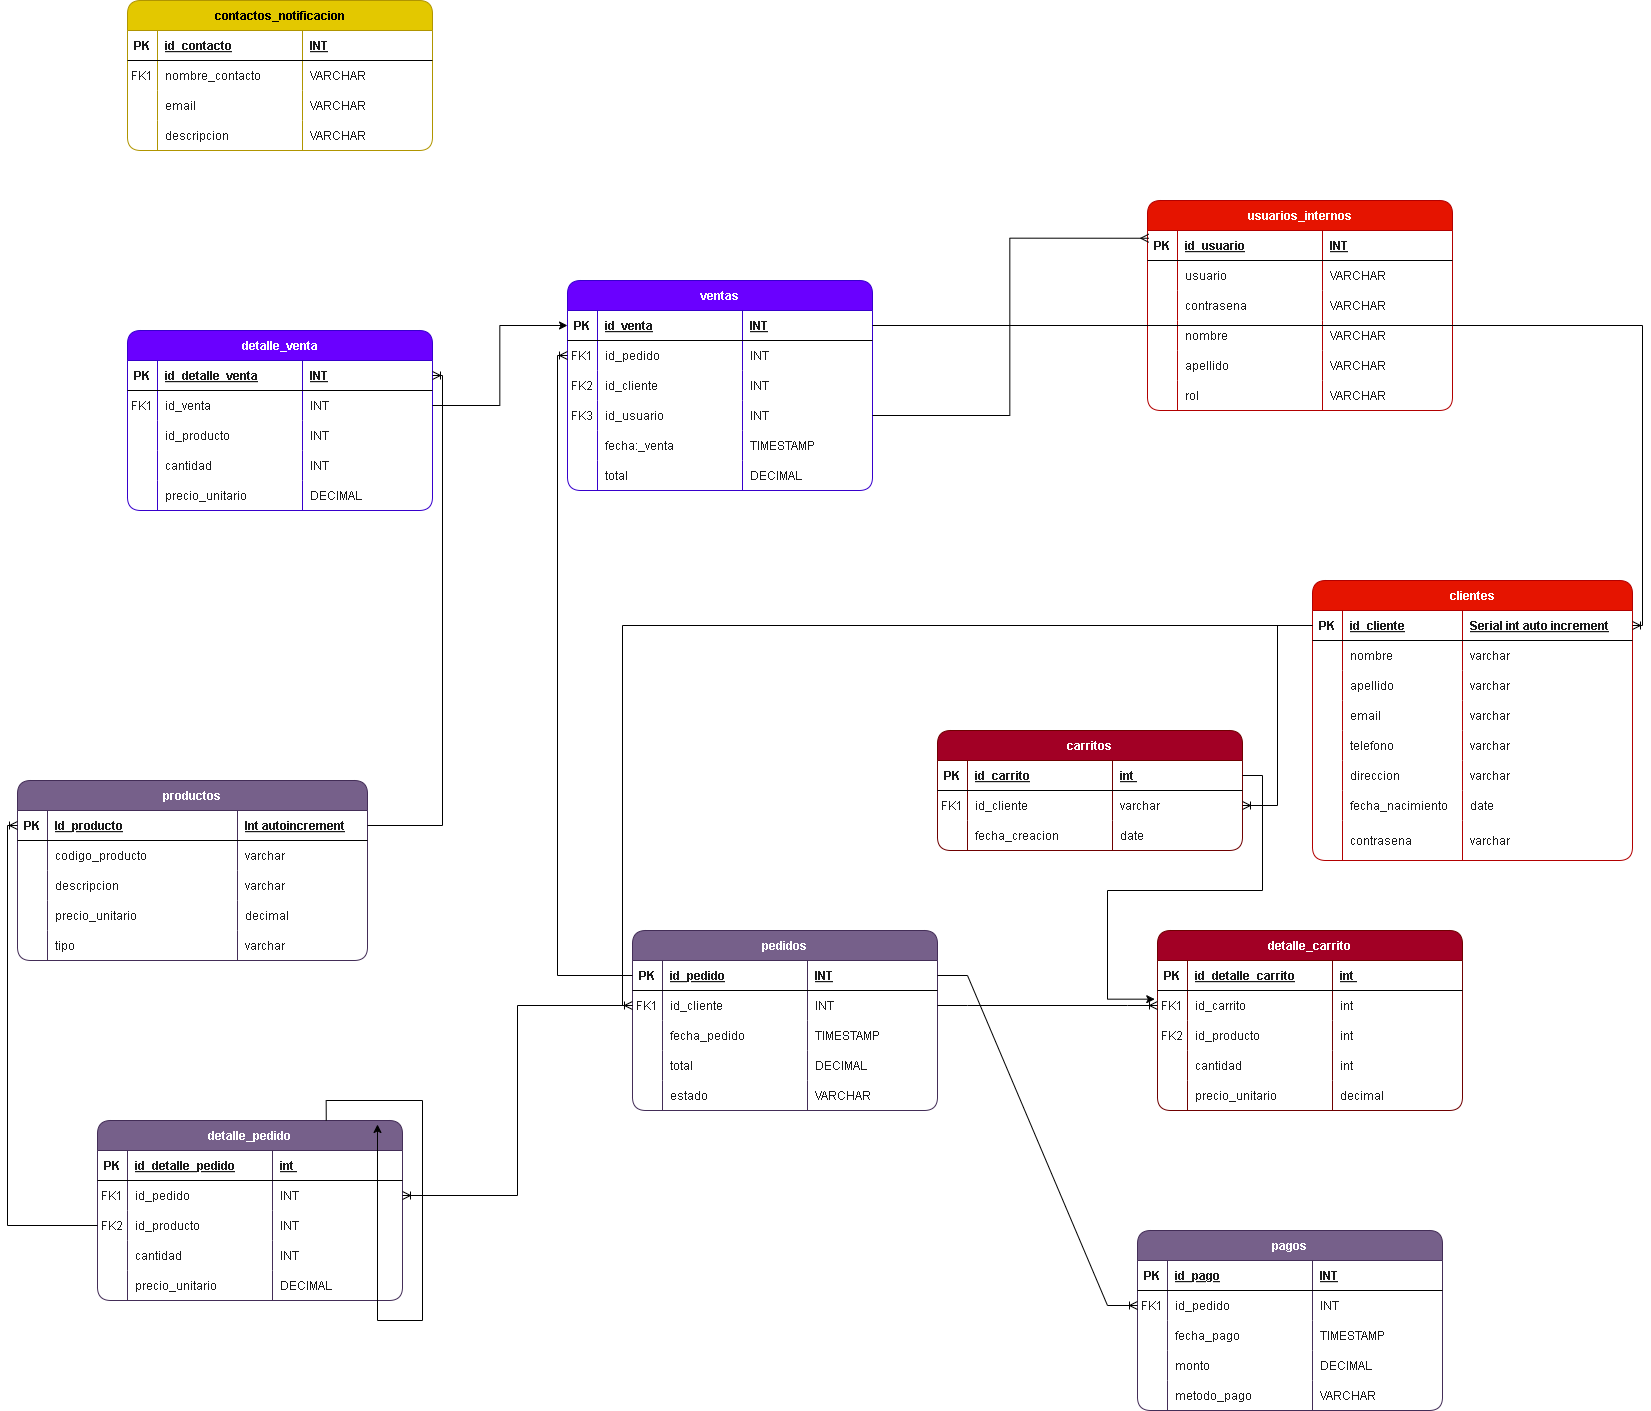 contactos_notificacion
PK id_contacto INT
FK1 nombre_contacto VARCHAR
email VARCHAR
descripcion VARCHAR
usuarios_internos
PK id_usuario INT
usuario VARCHAR
contrasena VARCHAR
nombre VARCHAR
apellido VARCHAR
rol VARCHAR
ventas
PK id_venta INT
FK1 id_pedido INT
FK2 id_cliente INT
FK3 id_usuario INT
fecha:_venta TIMESTAMP
total DECIMAL
detalle_venta
PK id_detalle_venta INT
FK1 id_venta INT
id_producto INT
cantidad INT
precio_unitario DECIMAL
clientes
PK id_cliente Serial int auto increment
nombre varchar
apellido varchar
email varchar
telefono varchar
direccion varchar
fecha_nacimiento date
contrasena varchar
carritos
PK id_carrito int
FK1 id_cliente varchar
fecha_creacion date
productos
PK Id_producto Int autoincrement
codigo_producto varchar
descripcion varchar
precio_unitario decimal
tipo varchar
pedidos
PK id_pedido INT
FK1 id_cliente INT
fecha_pedido TIMESTAMP
total DECIMAL
estado VARCHAR
detalle_carrito
PK id_detalle_carrito int
FK1 id_carrito int
FK2 id_producto int
cantidad int
precio_unitario decimal
detalle_pedido
PK id_detalle_pedido int
FK1 id_pedido INT
FK2 id_producto INT
cantidad INT
precio_unitario DECIMAL
pagos
PK id_pago INT
FK1 id_pedido INT
fecha_pago TIMESTAMP
monto DECIMAL
metodo_pago VARCHAR